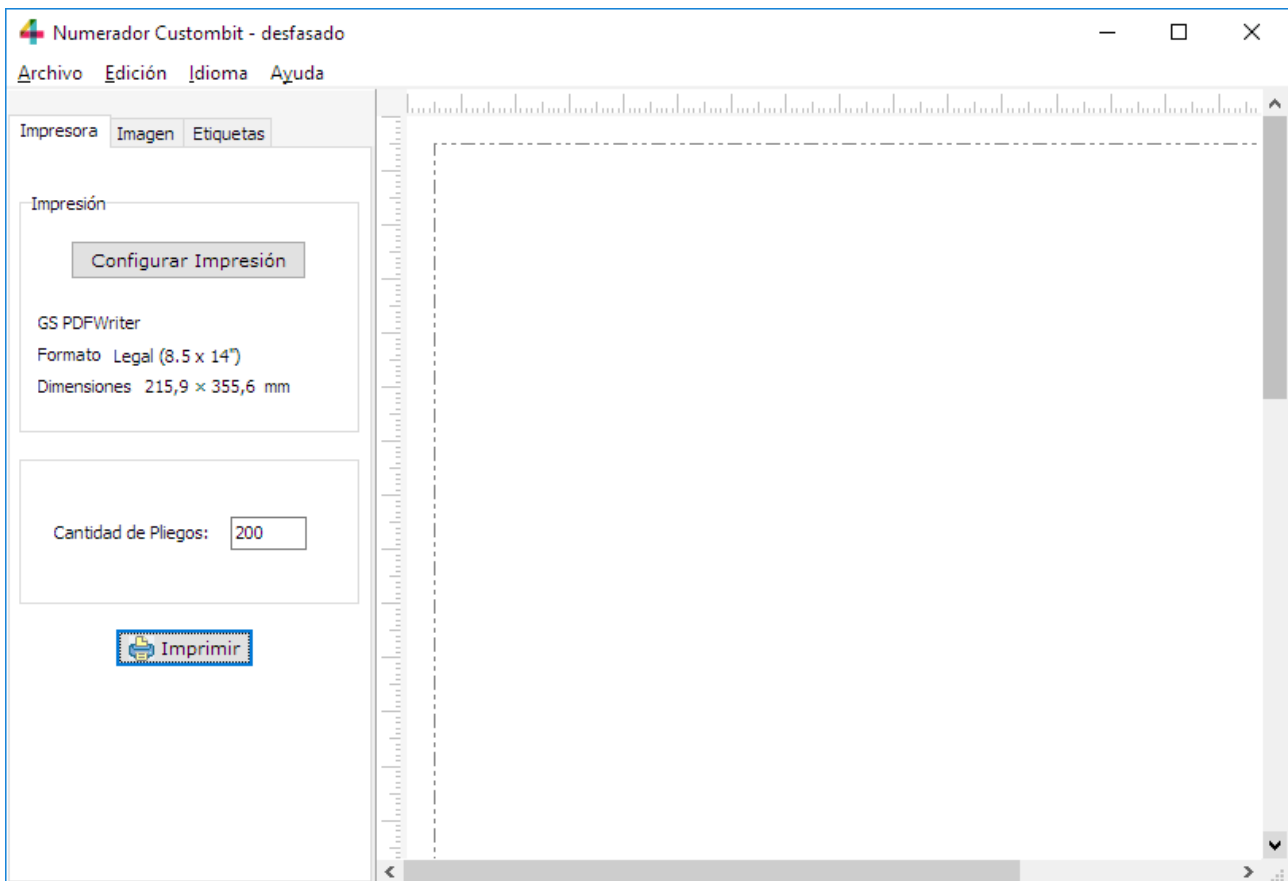 Numerador Custombit - desfasado
Archivo Edición Idioma Ayuda
Impresora Imagen Etiquetas
Impresión
Configurar Impresión
GS PDFWriter
Formato Legal (8.5 x 14")
Dimensiones 215,9 × 355,6 mm
Cantidad de Pliegos: 200
Imprimir